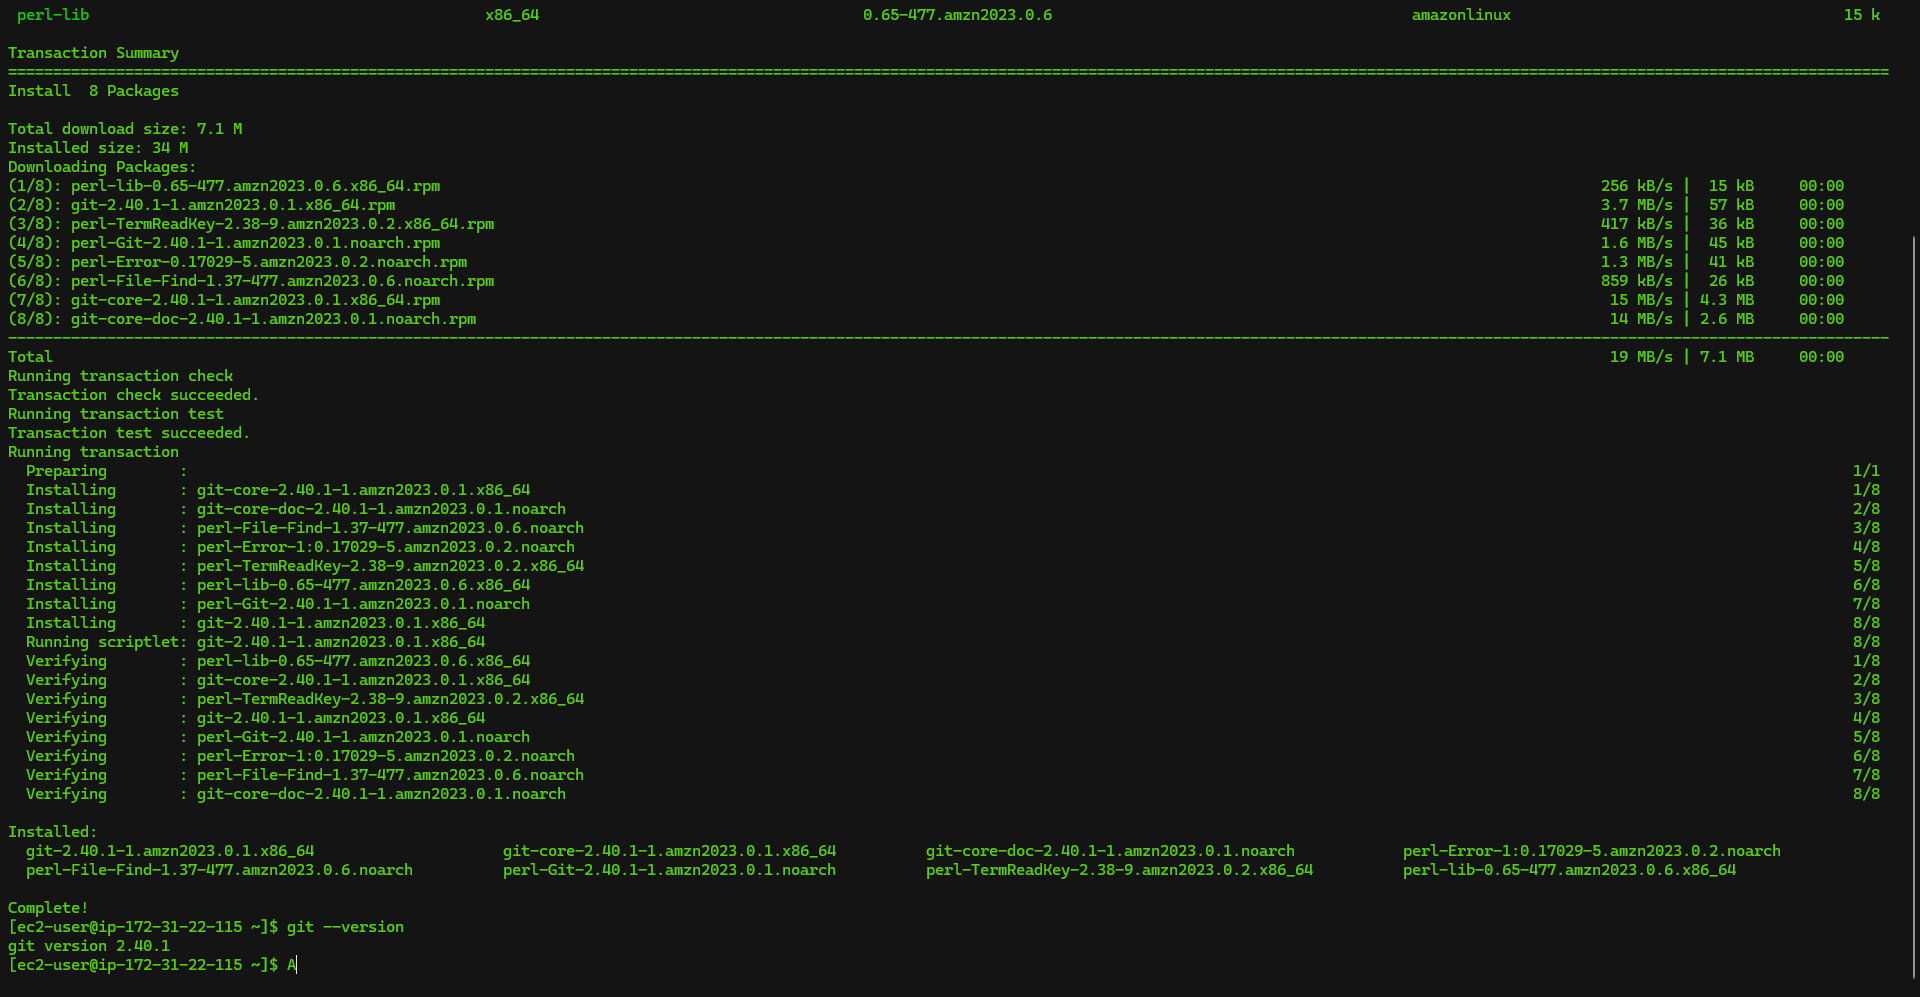 perl-lib x86_64 0.65-477.amzn2023.0.6 amazonlinux 15 k
Transaction Summary
================================================================================
Install  8 Packages
Total download size: 7.1 M
Installed size: 34 M
Downloading Packages:
(1/8): perl-lib-0.65-477.amzn2023.0.6.x86_64.rpm 256 kB/s | 15 kB 00:00
(2/8): git-2.40.1-1.amzn2023.0.1.x86_64.rpm 3.7 MB/s | 57 kB 00:00
(3/8): perl-TermReadKey-2.38-9.amzn2023.0.2.x86_64.rpm 417 kB/s | 36 kB 00:00
(4/8): perl-Git-2.40.1-1.amzn2023.0.1.noarch.rpm 1.6 MB/s | 45 kB 00:00
(5/8): perl-Error-0.17029-5.amzn2023.0.2.noarch.rpm 1.3 MB/s | 41 kB 00:00
(6/8): perl-File-Find-1.37-477.amzn2023.0.6.noarch.rpm 859 kB/s | 26 kB 00:00
(7/8): git-core-2.40.1-1.amzn2023.0.1.x86_64.rpm 15 MB/s | 4.3 MB 00:00
(8/8): git-core-doc-2.40.1-1.amzn2023.0.1.noarch.rpm 14 MB/s | 2.6 MB 00:00
--------------------------------------------------------------------------------
Total 19 MB/s | 7.1 MB 00:00
Running transaction check
Transaction check succeeded.
Running transaction test
Transaction test succeeded.
Running transaction
Preparing : 1/1
Installing : git-core-2.40.1-1.amzn2023.0.1.x86_64 1/8
Installing : git-core-doc-2.40.1-1.amzn2023.0.1.noarch 2/8
Installing : perl-File-Find-1.37-477.amzn2023.0.6.noarch 3/8
Installing : perl-Error-1:0.17029-5.amzn2023.0.2.noarch 4/8
Installing : perl-TermReadKey-2.38-9.amzn2023.0.2.x86_64 5/8
Installing : perl-lib-0.65-477.amzn2023.0.6.x86_64 6/8
Installing : perl-Git-2.40.1-1.amzn2023.0.1.noarch 7/8
Installing : git-2.40.1-1.amzn2023.0.1.x86_64 8/8
Running scriptlet: git-2.40.1-1.amzn2023.0.1.x86_64 8/8
Verifying : perl-lib-0.65-477.amzn2023.0.6.x86_64 1/8
Verifying : git-core-2.40.1-1.amzn2023.0.1.x86_64 2/8
Verifying : perl-TermReadKey-2.38-9.amzn2023.0.2.x86_64 3/8
Verifying : git-2.40.1-1.amzn2023.0.1.x86_64 4/8
Verifying : perl-Git-2.40.1-1.amzn2023.0.1.noarch 5/8
Verifying : perl-Error-1:0.17029-5.amzn2023.0.2.noarch 6/8
Verifying : perl-File-Find-1.37-477.amzn2023.0.6.noarch 7/8
Verifying : git-core-doc-2.40.1-1.amzn2023.0.1.noarch 8/8
Installed:
git-2.40.1-1.amzn2023.0.1.x86_64 git-core-2.40.1-1.amzn2023.0.1.x86_64 git-core-doc-2.40.1-1.amzn2023.0.1.noarch perl-Error-1:0.17029-5.amzn2023.0.2.noarch
perl-File-Find-1.37-477.amzn2023.0.6.noarch perl-Git-2.40.1-1.amzn2023.0.1.noarch perl-TermReadKey-2.38-9.amzn2023.0.2.x86_64 perl-lib-0.65-477.amzn2023.0.6.x86_64
Complete!
[ec2-user@ip-172-31-22-115 ~]$ git --version
git version 2.40.1
[ec2-user@ip-172-31-22-115 ~]$ A